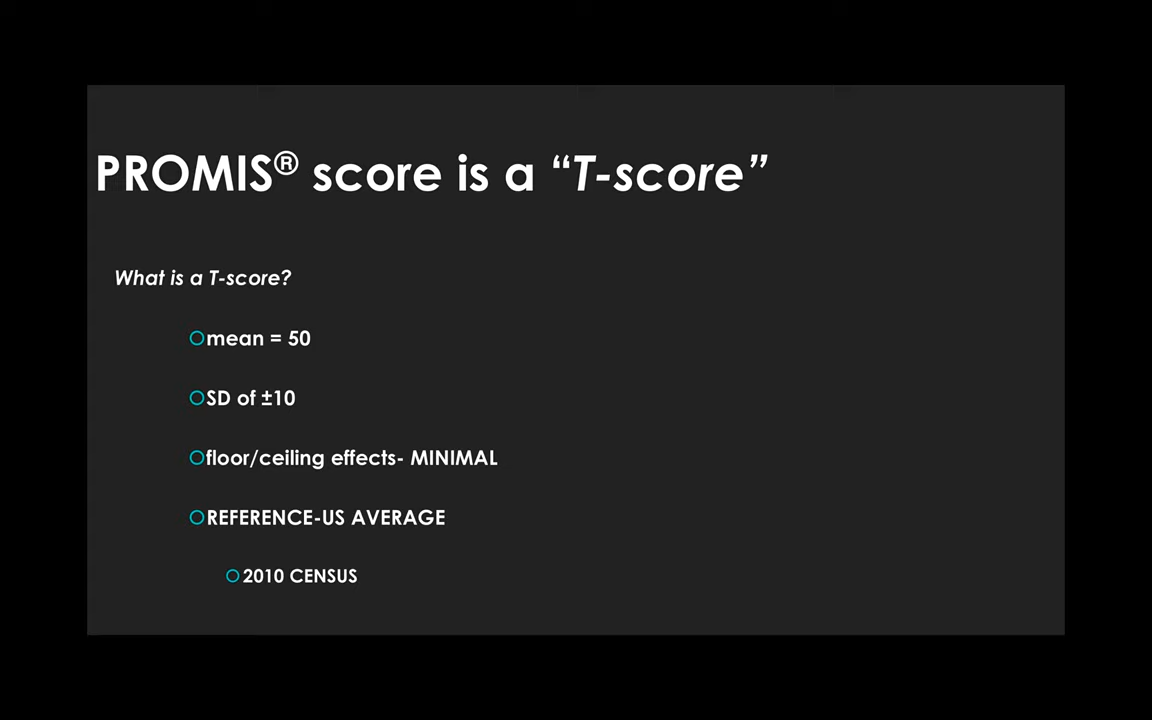 PROMIS® score is a “T-score”
What is a T-score?
mean = 50
SD of ±10
floor/ceiling effects- MINIMAL
REFERENCE-US AVERAGE
2010 CENSUS